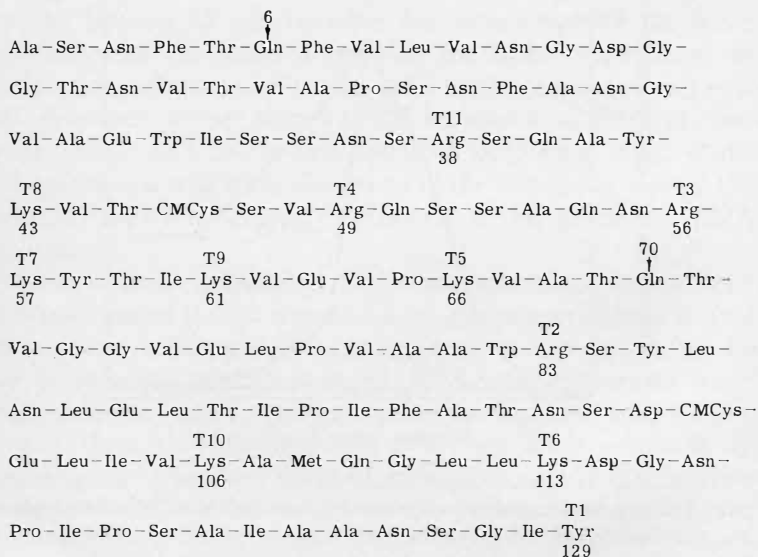 6
Ala–Ser–Asn–Phe–Thr–Gln–Phe–Val–Leu–Val–Asn–Gly–Asp–Gly–
Gly–Thr–Asn–Val–Thr–Val–Ala–Pro–Ser–Asn–Phe–Ala–Asn–Gly–
T11
Val–Ala–Glu–Trp–Ile–Ser–Ser–Asn–Ser–Arg–Ser–Gln–Ala–Tyr–
38
T8 T4 T3
Lys–Val–Thr–CMCys–Ser–Val–Arg–Gln–Ser–Ser–Ala–Gln–Asn–Arg–
43 49 56
T7 T9 T5 70
Lys–Tyr–Thr–Ile–Lys–Val–Glu–Val–Pro–Lys–Val–Ala–Thr–Gln–Thr–
57 61 66
T2
Val–Gly–Gly–Val–Glu–Leu–Pro–Val–Ala–Ala–Trp–Arg–Ser–Tyr–Leu–
83
Asn–Leu–Glu–Leu–Thr–Ile–Pro–Ile–Phe–Ala–Thr–Asn–Ser–Asp–CMCys–
T10 T6
Glu–Leu–Ile–Val–Lys–Ala–Met–Gln–Gly–Leu–Leu–Lys–Asp–Gly–Asn–
106 113
T1
Pro–Ile–Pro–Ser–Ala–Ile–Ala–Ala–Asn–Ser–Gly–Ile–Tyr
129